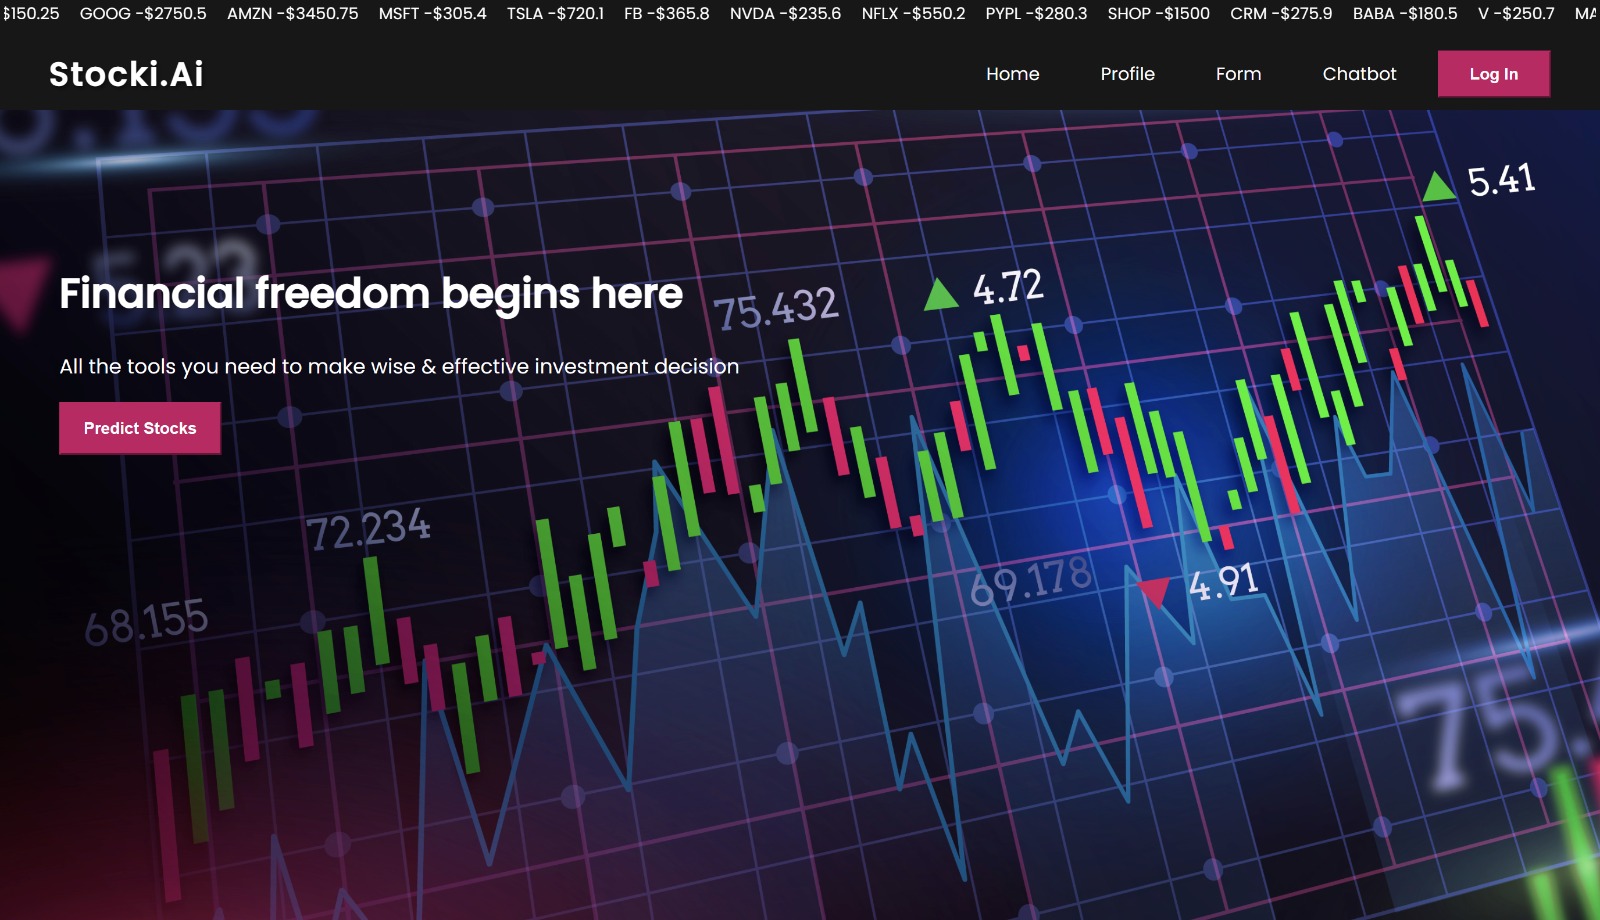 $150.25 GOOG -$2750.5 AMZN -$3450.75 MSFT -$305.4 TSLA -$720.1 FB -$365.8 NVDA -$235.6 NFLX -$550.2 PYPL -$280.3 SHOP -$1500 CRM -$275.9 BABA -$180.5 V -$250.7
Stocki.Ai Home Profile Form Chatbot Log In
5.41
4.72
Financial freedom begins here
75.432
All the tools you need to make wise & effective investment decision
Predict Stocks
72.234
69.178
4.91
68.155
75.